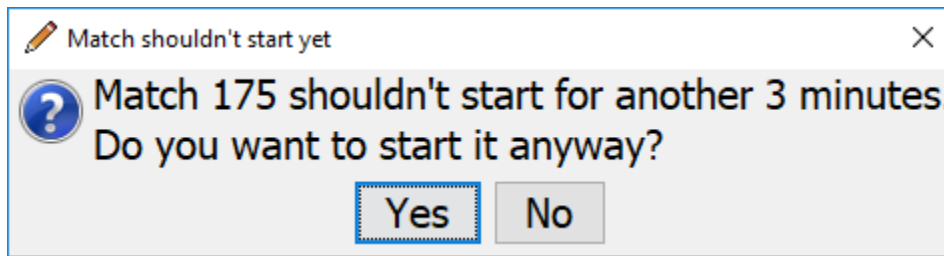 Match shouldn't start yet
Match 175 shouldn't start for another 3 minutes.
Do you want to start it anyway?
Yes No